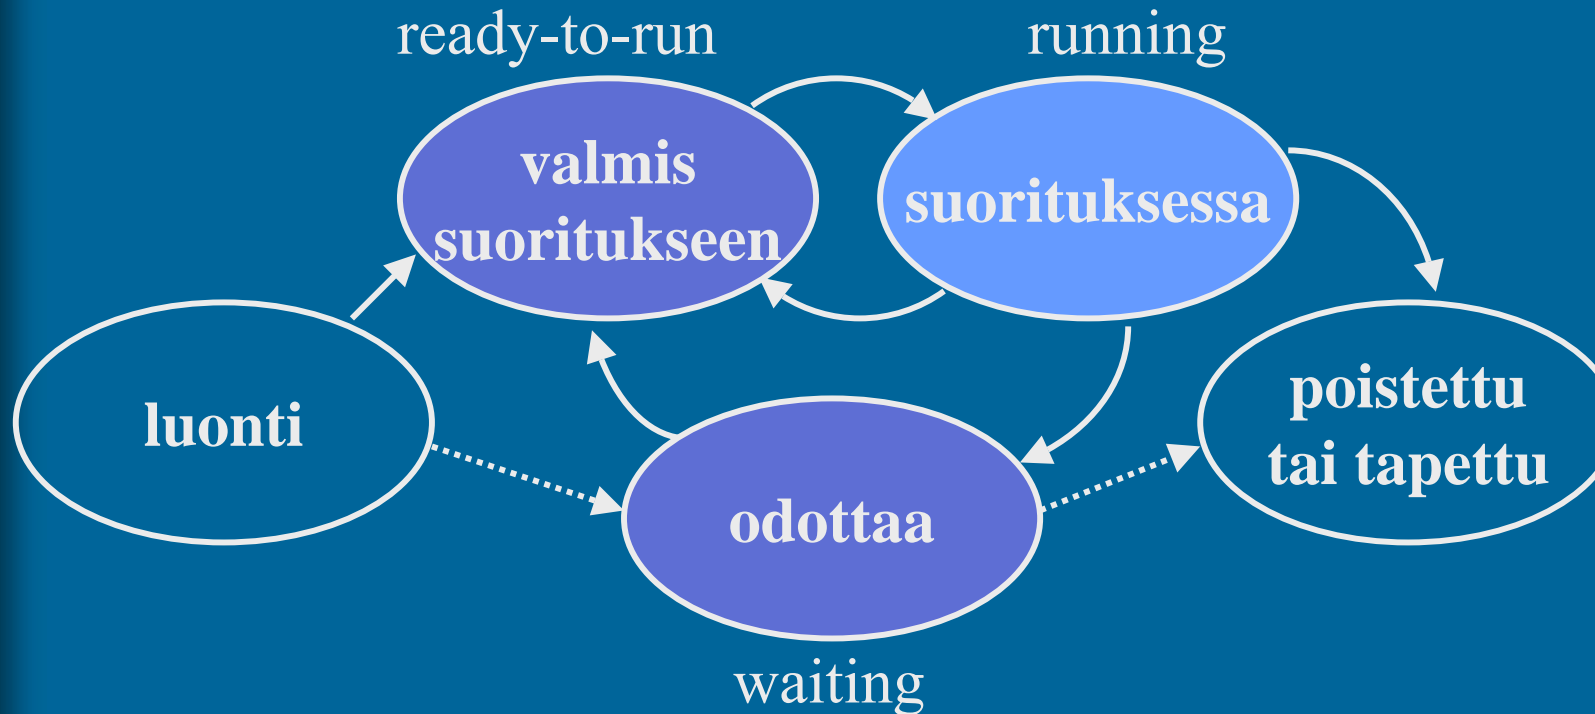 ready-to-run
running
valmis
suoritukseen
suorituksessa
luonti
poistettu
tai tapettu
odottaa
waiting